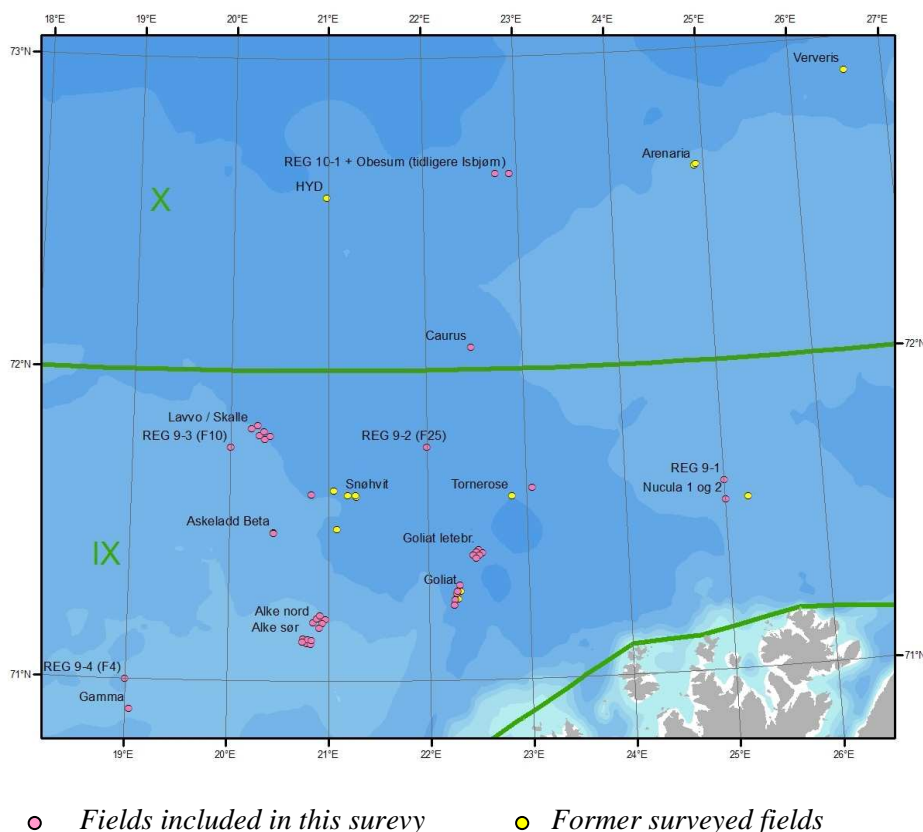 18°E 19°E 20°E 21°E 22°E 23°E 24°E 25°E 26°E 27°E
73°N
Ververis
Arenaria
REG 10-1 + Obesum (tidligere Isbjørn)
HYD
X
Caurus
72°N 72°N
Lavvo / Skalle
REG 9-3 (F10) REG 9-2 (F25)
REG 9-1
Snøhvit Tornerose Nucula 1 og 2
Askeladd Beta
Goliat letebr.
IX
Goliat
Alke nord
Alke sør
REG 9-4 (F4)
71°N 71°N
Gamma
19°E 20°E 21°E 22°E 23°E 24°E 25°E 26°E
Fields included in this surevy Former surveyed fields